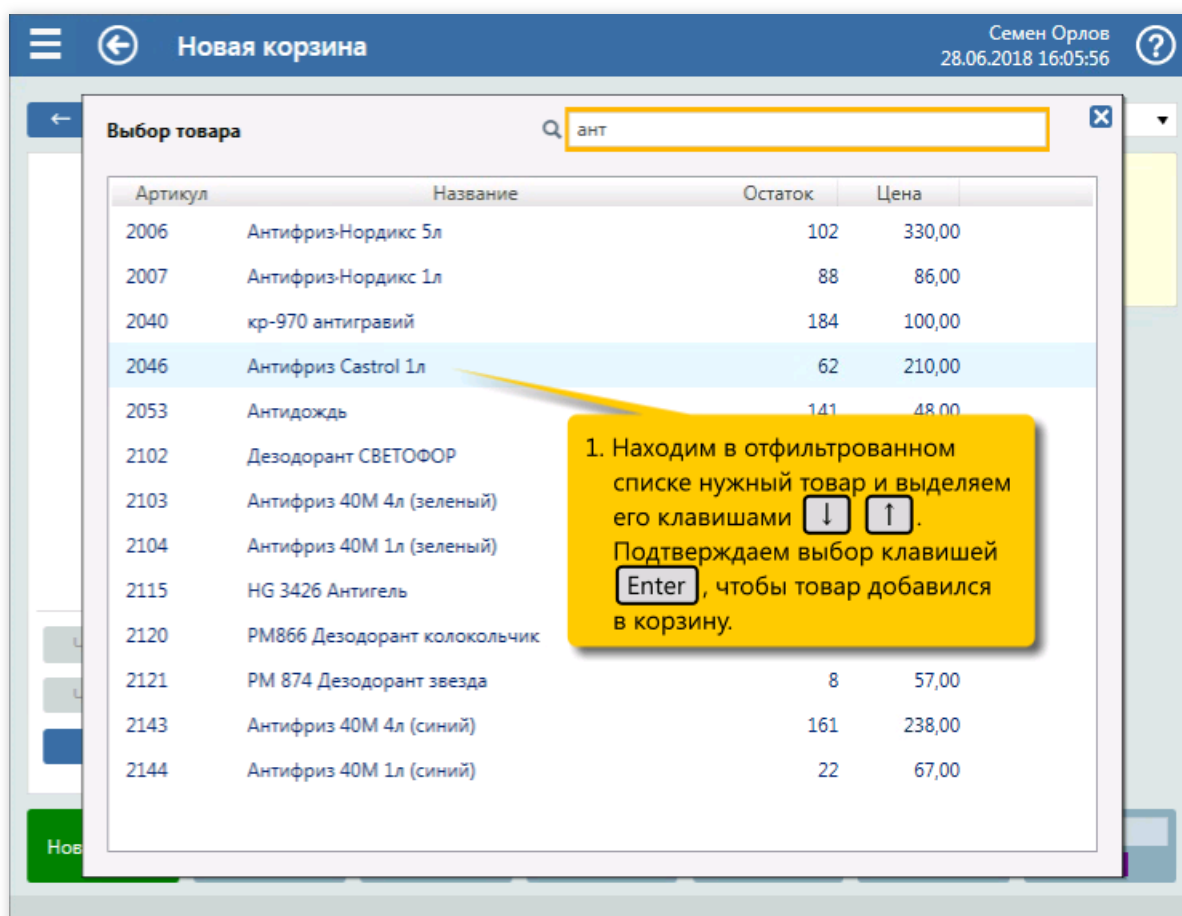 Новая корзина
Семен Орлов
28.06.2018 16:05:56
Выбор товара
ант
Артикул Название Остаток Цена
2006 Антифриз-Нордикс 5л 102 330,00
2007 Антифриз-Нордикс 1л 88 86,00
2040 кр-970 антигравий 184 100,00
2046 Антифриз Castrol 1л 62 210,00
2053 Антидождь 141 48,00
2102 Дезодорант СВЕТОФОР
2103 Антифриз 40М 4л (зеленый)
2104 Антифриз 40М 1л (зеленый)
2115 HG 3426 Антигель
2120 РМ866 Дезодорант колокольчик
2121 РМ 874 Дезодорант звезда 8 57,00
2143 Антифриз 40М 4л (синий) 161 238,00
2144 Антифриз 40М 1л (синий) 22 67,00
1. Находим в отфильтрованном
списке нужный товар и выделяем
его клавишами ↓ ↑.
Подтверждаем выбор клавишей
Enter, чтобы товар добавился
в корзину.
Нов